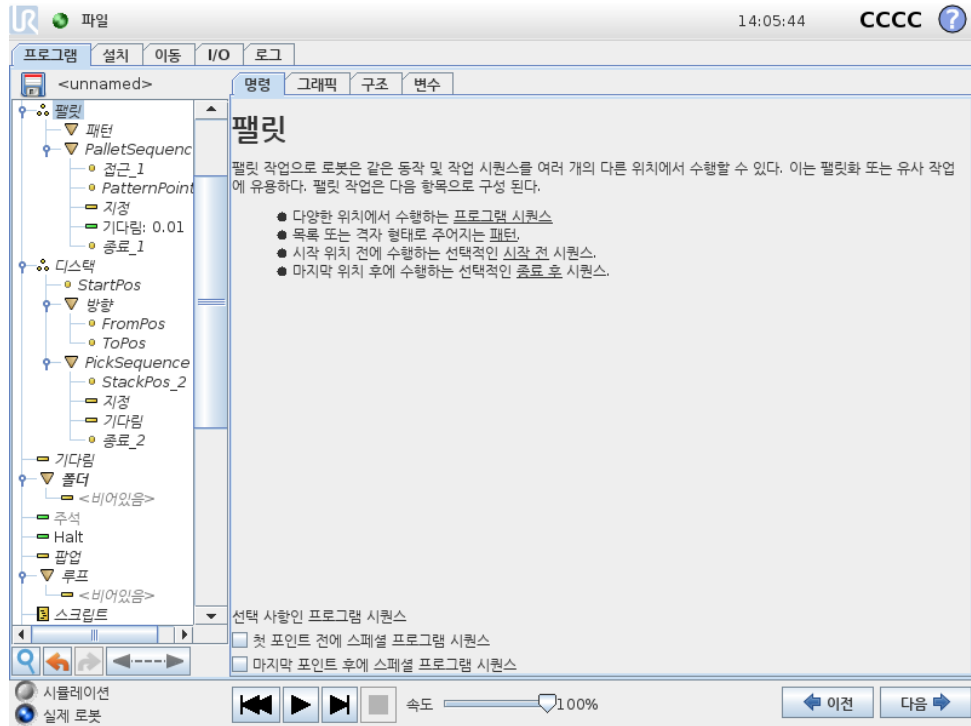 UR 파일 14:05:44 CCCC ?
프로그램 설치 이동 I/O 로그
<unnamed> 명령 그래픽 구조 변수
팰릿
패턴
PalletSequenc
접근_1
PatternPoint
지정
기다림: 0.01
종료_1
디스택
StartPos
방향
FromPos
ToPos
PickSequence
StackPos_2
지정
기다림
종료_2
기다림
폴더
<비어있음>
주석
Halt
팝업
루프
<비어있음>
스크립트
팰릿
팰릿 작업으로 로봇은 같은 동작 및 작업 시퀀스를 여러 개의 다른 위치에서 수행할 수 있다. 이는 팰릿화 또는 유사 작업
에 유용하다. 팰릿 작업은 다음 항목으로 구성 된다.
● 다양한 위치에서 수행하는 프로그램 시퀀스
● 목록 또는 격자 형태로 주어지는 패턴.
● 시작 위치 전에 수행하는 선택적인 시작 전 시퀀스.
● 마지막 위치 후에 수행하는 선택적인 종료 후 시퀀스.
선택 사항인 프로그램 시퀀스
첫 포인트 전에 스페셜 프로그램 시퀀스
마지막 포인트 후에 스페셜 프로그램 시퀀스
시뮬레이션
실제 로봇
속도 100%
이전 다음